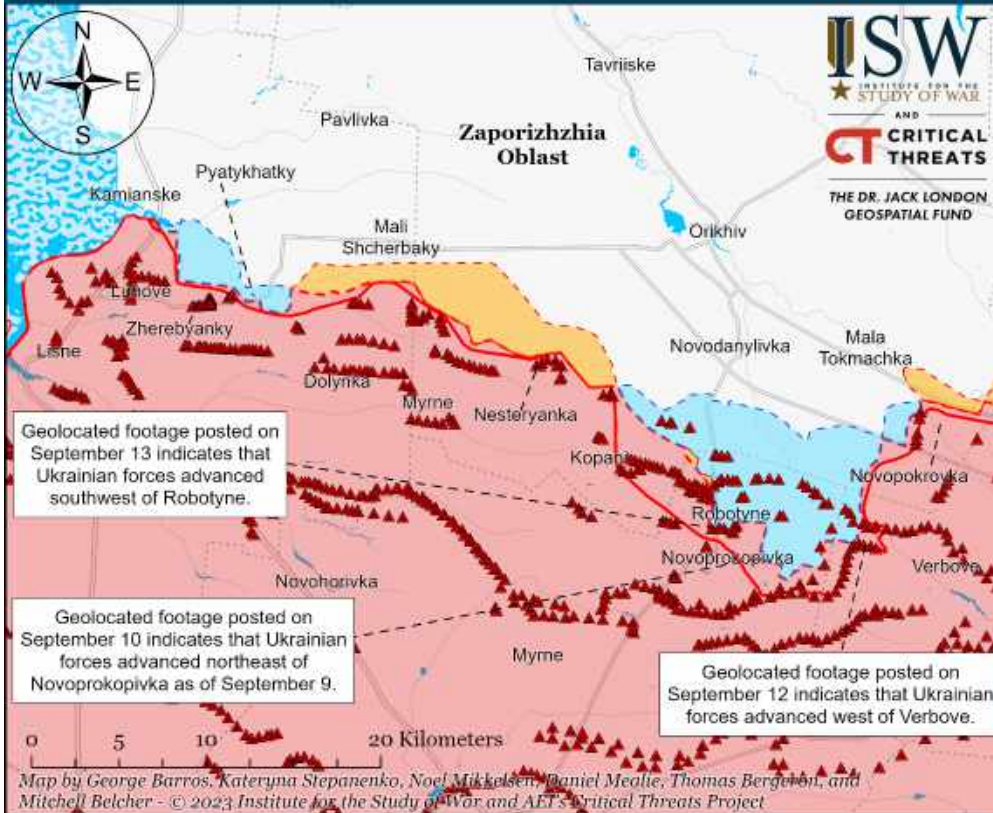 N
W
E
S
ISW
INSTITUTE FOR THE
STUDY OF WAR
AND
CT CRITICAL
THREATS
THE DR. JACK LONDON
GEOSPATIAL FUND
Tavriiske
Pavlivka
Zaporizhzhia
Oblast
Pyatykhatky
Kamianske
Mali
Shcherbaky
Orikhiv
Luhove
Zherebyanky
Lisne
Dolynka
Myrne
Nesteryanka
Novodanylivka
Mala
Tokmachka
Kopani
Novopokrovka
Robotyne
Novoprokopivka
Verbove
Novohorivka
Myrne
Geolocated footage posted on
September 13 indicates that
Ukrainian forces advanced
southwest of Robotyne.
Geolocated footage posted on
September 10 indicates that Ukrainian
forces advanced northeast of
Novoprokopivka as of September 9.
Geolocated footage posted on
September 12 indicates that Ukrainian
forces advanced west of Verbove.
0 5 10 20 Kilometers
Map by George Barros, Kateryna Stepanenko, Noel Mikkelsen, Daniel Mealie, Thomas Bergeron, and
Mitchell Belcher - © 2023 Institute for the Study of War and AEI's Critical Threats Project